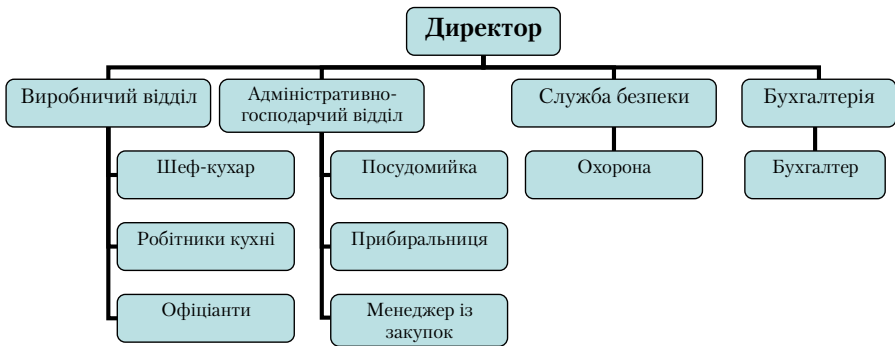 Директор
Виробничий відділ
Адміністративно-
господарчий відділ
Служба безпеки
Бухгалтерія
Шеф-кухар
Посудомийка
Охорона
Бухгалтер
Робітники кухні
Прибиральниця
Офіціанти
Менеджер із
закупок